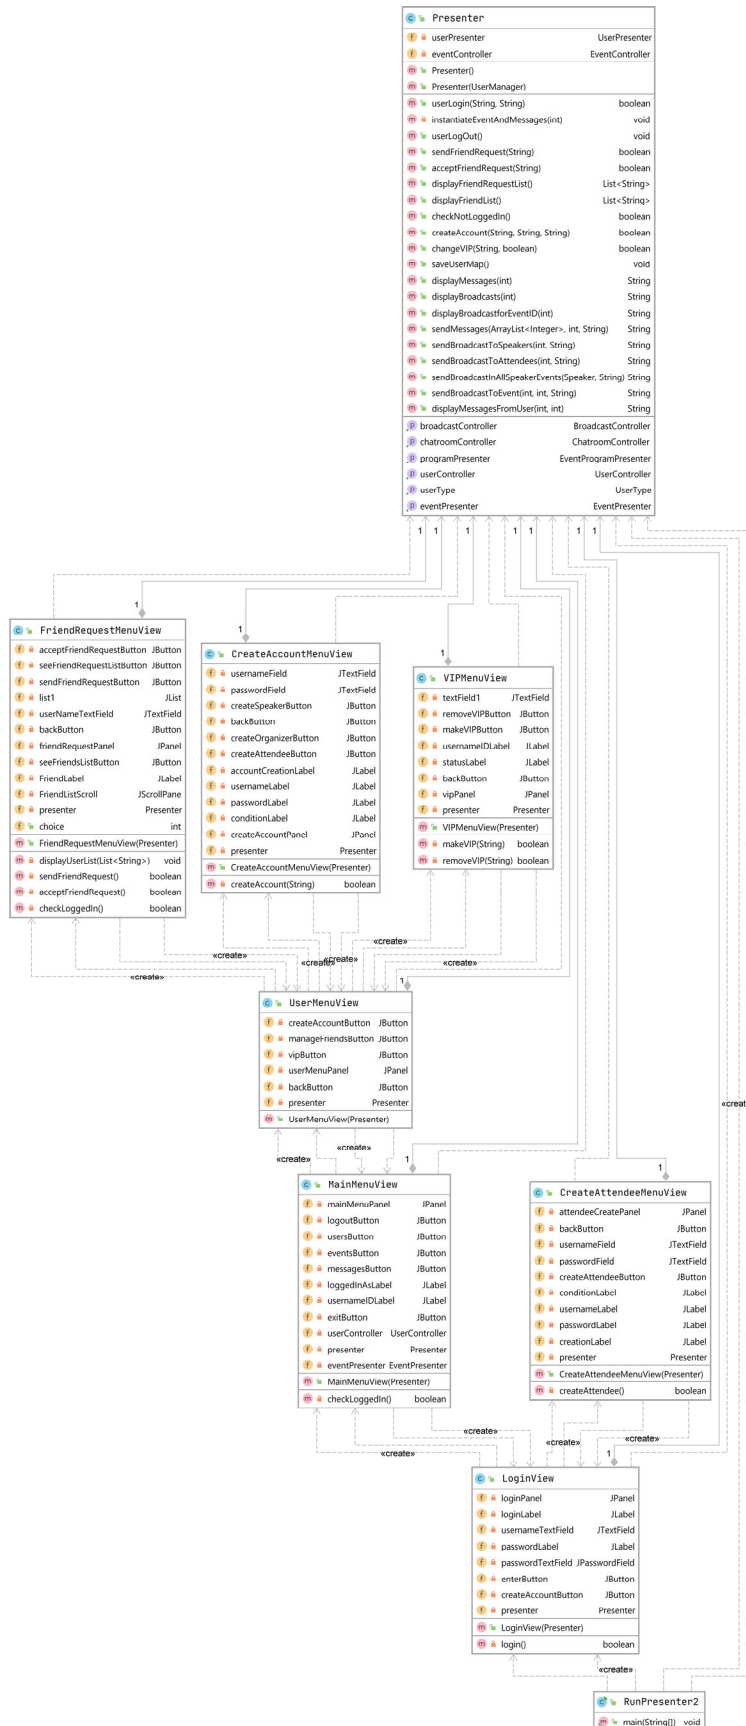 Presenter
userPresenter UserPresenter
eventController EventController
Presenter()
Presenter(UserManager)
userLogin(String, String) boolean
instantiateEventAndMessages(int) void
userLogOut() void
sendFriendRequest(String) boolean
acceptFriendRequest(String) boolean
displayFriendRequestList() List<String>
displayFriendList() List<String>
checkNotLoggedIn() boolean
createAccount(String, String, String) boolean
changeVIP(String, boolean) boolean
saveUserMap() void
displayMessages(int) String
displayBroadcasts(int) String
displayBroadcastforEventID(int) String
sendMessages(ArrayList<Integer>, int, String) String
sendBroadcastToSpeakers(int, String) String
sendBroadcastToAttendees(int, String) String
sendBroadcastInAllSpeakerEvents(Speaker, String) String
sendBroadcastToEvent(int, int, String) String
displayMessagesFromUser(int, int) String
broadcastController BroadcastController
chatroomController ChatroomController
programPresenter EventProgramPresenter
userController UserController
userType UserType
eventPresenter EventPresenter
1 1 1 1 1 1 1
1
FriendRequestMenuView
acceptFriendRequestButton JButton
seeFriendRequestListButton JButton
sendFriendRequestButton JButton
list1 JList
userNameTextField JTextField
backButton JButton
friendRequestPanel JPanel
seeFriendsListButton JButton
FriendLabel JLabel
FriendListScroll JScrollPane
presenter Presenter
choice int
FriendRequestMenuView(Presenter)
displayUserList(List<String>) void
sendFriendRequest() boolean
acceptFriendRequest() boolean
checkLoggedIn() boolean
1
CreateAccountMenuView
usernameField JTextField
passwordField JTextField
createSpeakerButton JButton
backButton JButton
createOrganizerButton JButton
createAttendeeButton JButton
accountCreationLabel JLabel
usernameLabel JLabel
passwordLabel JLabel
conditionLabel JLabel
createAccountPanel JPanel
presenter Presenter
CreateAccountMenuView(Presenter)
createAccount(String) boolean
1
VIPMenuView
textField1 JTextField
removeVIPButton JButton
makeVIPButton JButton
usernameIDLabel JLabel
statusLabel JLabel
backButton JButton
vipPanel JPanel
presenter Presenter
VIPMenuView(Presenter)
makeVIP(String) boolean
removeVIP(String) boolean
«create»
«create»
«create»
«create»
«create»
«create»
1
UserMenuView
createAccountButton JButton
manageFriendsButton JButton
vipButton JButton
userMenuPanel JPanel
backButton JButton
presenter Presenter
UserMenuView(Presenter)
«creat
«create»
«create»
1
MainMenuView
mainMenuPanel JPanel
logoutButton JButton
usersButton JButton
eventsButton JButton
messagesButton JButton
loggedInAsLabel JLabel
usernameIDLabel JLabel
exitButton JButton
userController UserController
presenter Presenter
eventPresenter EventPresenter
MainMenuView(Presenter)
checkLoggedIn() boolean
1
CreateAttendeeMenuView
attendeeCreatePanel JPanel
backButton JButton
usernameField JTextField
passwordField JTextField
createAttendeeButton JButton
conditionLabel JLabel
usernameLabel JLabel
passwordLabel JLabel
creationLabel JLabel
presenter Presenter
CreateAttendeeMenuView(Presenter)
createAttendee() boolean
«create»
«create»
«create»
«create»
1
LoginView
loginPanel JPanel
loginLabel JLabel
usernameTextField JTextField
passwordLabel JLabel
passwordTextField JPasswordField
enterButton JButton
createAccountButton JButton
presenter Presenter
LoginView(Presenter)
login() boolean
«create»
RunPresenter2
main(String[]) void